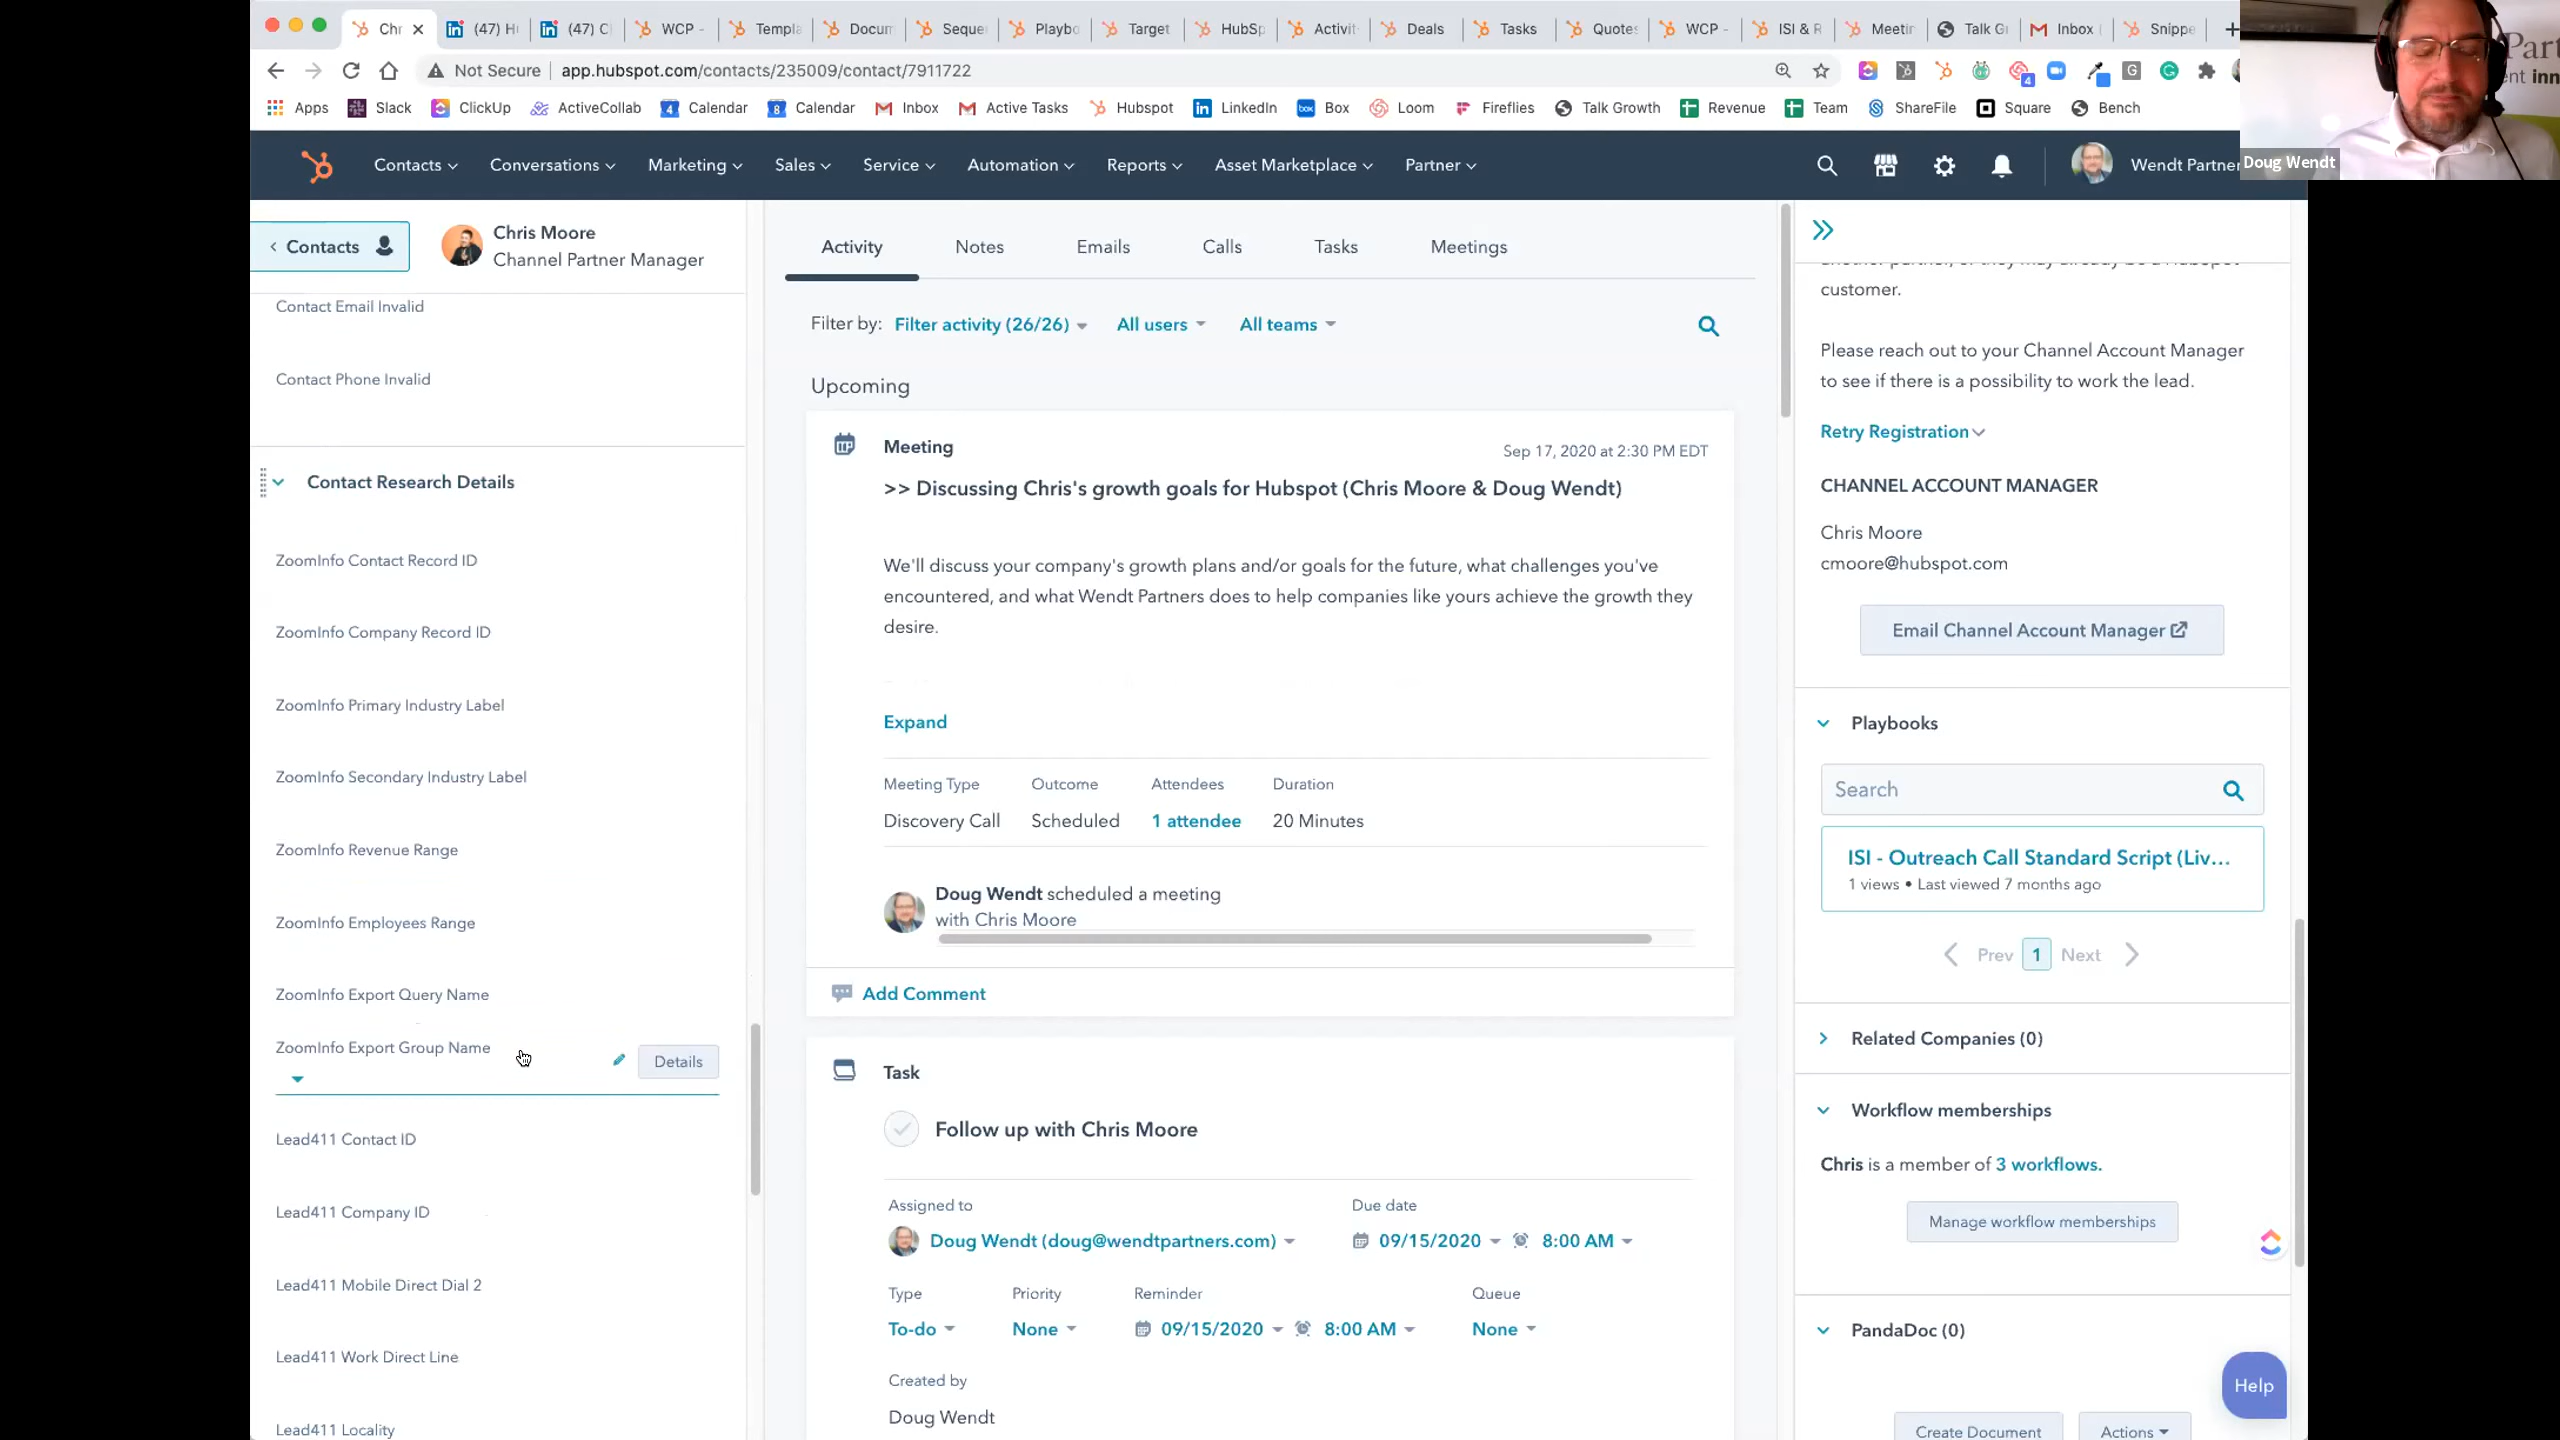 Chr
(47) H
(47) C
WCP -
Templa
Docum
Seque
Playbo
Target
HubSp
Activit
Deals
Tasks
Quotes
WCP -
ISI & R
Meetin
Talk Gr
Inbox
Snippe
Not Secure
app.hubspot.com/contacts/235009/contact/7911722
4
Apps
Slack
ClickUp
ActiveCollab
4 Calendar
8 Calendar
Inbox
Active Tasks
Hubspot
LinkedIn
box Box
Loom
Fireflies
Talk Growth
Revenue
Team
ShareFile
Square
Bench
Part
nt inn
Doug Wendt
Contacts
Conversations
Marketing
Sales
Service
Automation
Reports
Asset Marketplace
Partner
Wendt Partner
Contacts
Chris Moore
Channel Partner Manager
Contact Email Invalid
Contact Phone Invalid
Contact Research Details
ZoomInfo Contact Record ID
ZoomInfo Company Record ID
ZoomInfo Primary Industry Label
ZoomInfo Secondary Industry Label
ZoomInfo Revenue Range
ZoomInfo Employees Range
ZoomInfo Export Query Name
ZoomInfo Export Group Name
Details
Lead411 Contact ID
Lead411 Company ID
Lead411 Mobile Direct Dial 2
Lead411 Work Direct Line
Lead411 Locality
Activity
Notes
Emails
Calls
Tasks
Meetings
Filter by:
Filter activity (26/26)
All users
All teams
Upcoming
Meeting
Sep 17, 2020 at 2:30 PM EDT
>> Discussing Chris's growth goals for Hubspot (Chris Moore & Doug Wendt)
We'll discuss your company's growth plans and/or goals for the future, what challenges you've
encountered, and what Wendt Partners does to help companies like yours achieve the growth they
desire.
Expand
Meeting Type
Outcome
Attendees
Duration
Discovery Call
Scheduled
1 attendee
20 Minutes
Doug Wendt scheduled a meeting
with Chris Moore
Add Comment
Task
Follow up with Chris Moore
Assigned to
Due date
Doug Wendt (doug@wendtpartners.com)
09/15/2020
8:00 AM
Type
Priority
Reminder
Queue
To-do
None
09/15/2020
8:00 AM
None
Created by
Doug Wendt
customer.
Please reach out to your Channel Account Manager
to see if there is a possibility to work the lead.
Retry Registration
CHANNEL ACCOUNT MANAGER
Chris Moore
cmoore@hubspot.com
Email Channel Account Manager
Playbooks
Search
ISI - Outreach Call Standard Script (Liv...
1 views • Last viewed 7 months ago
Prev
1
Next
Related Companies (0)
Workflow memberships
Chris is a member of 3 workflows.
Manage workflow memberships
PandaDoc (0)
Help
Create Document
Actions